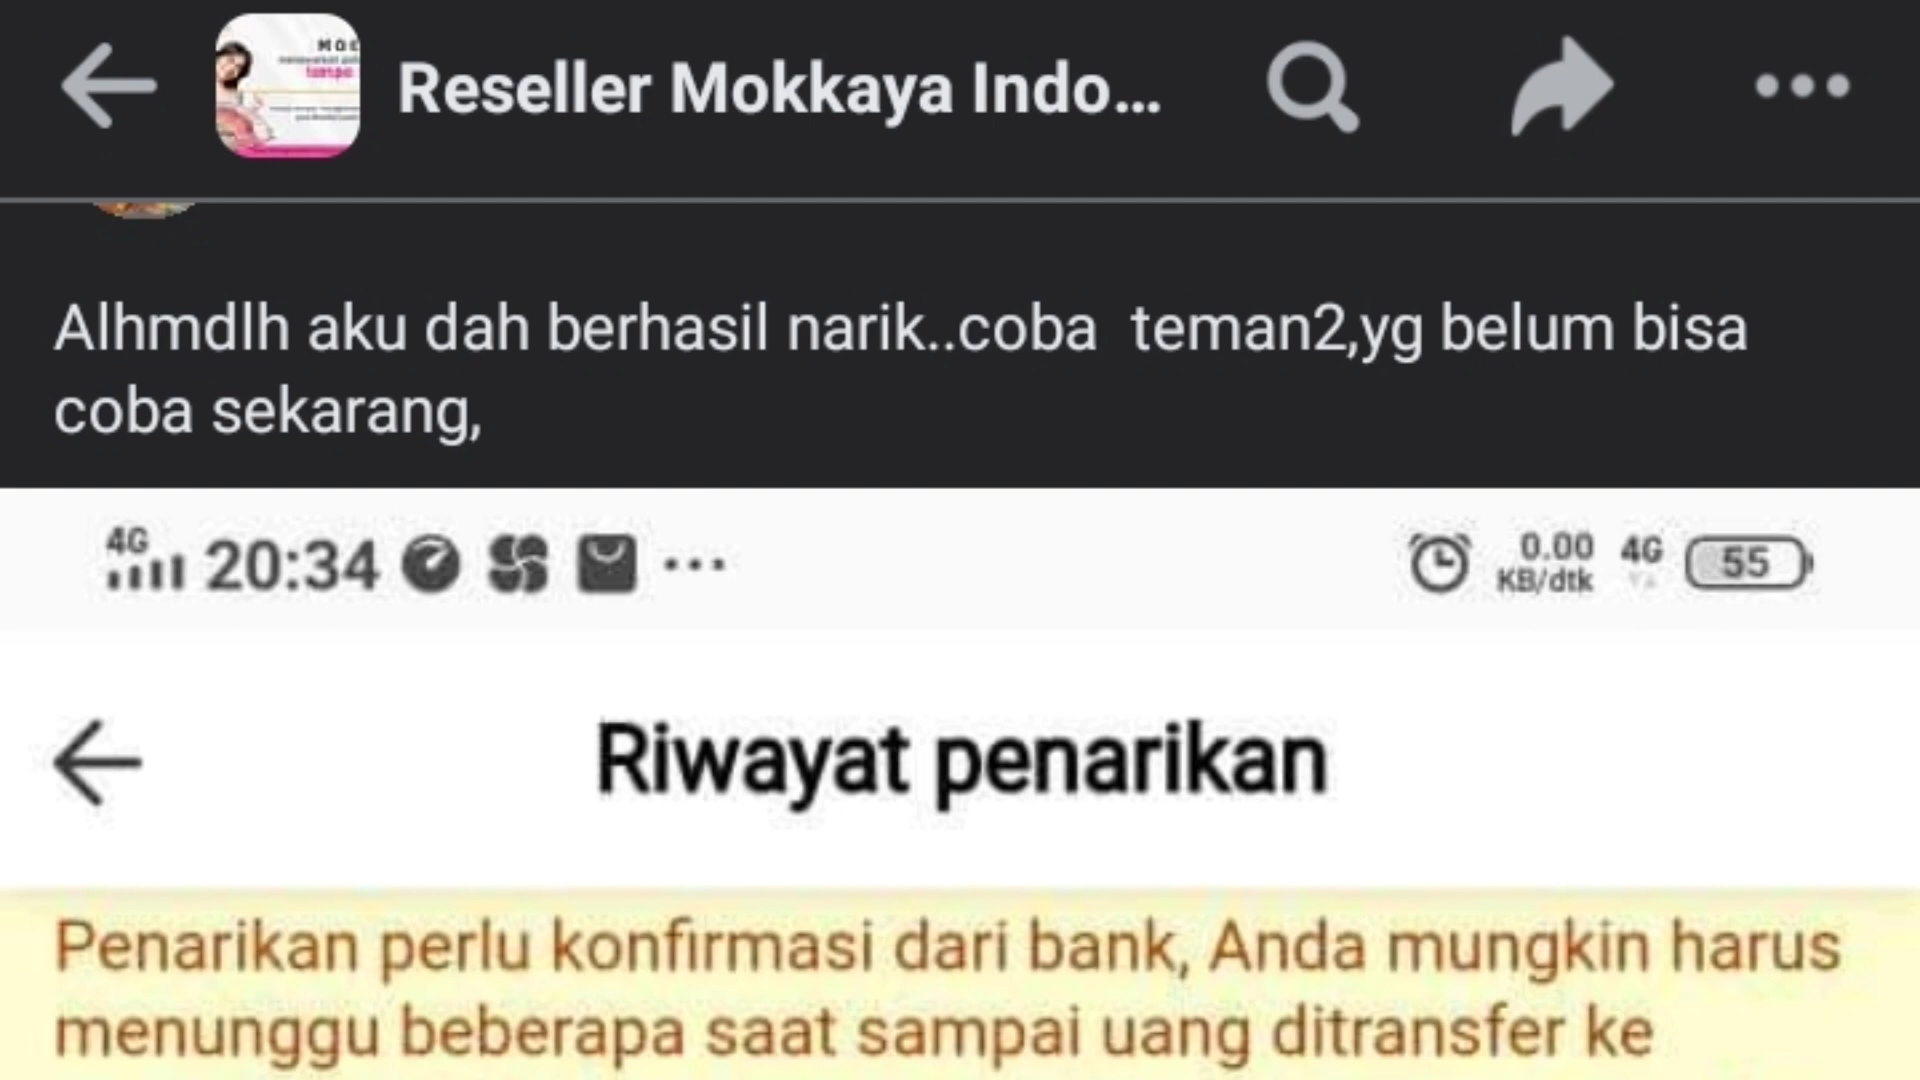 MO
tanpa
Reseller Mokkaya Indo...
Alhmdlh aku dah berhasil narik..coba teman2,yg belum bisa
coba sekarang,
4G 20:34 ... 0.00 KB/dtk 4G 55
Riwayat penarikan
Penarikan perlu konfirmasi dari bank, Anda mungkin harus
menunggu beberapa saat sampai uang ditransfer ke